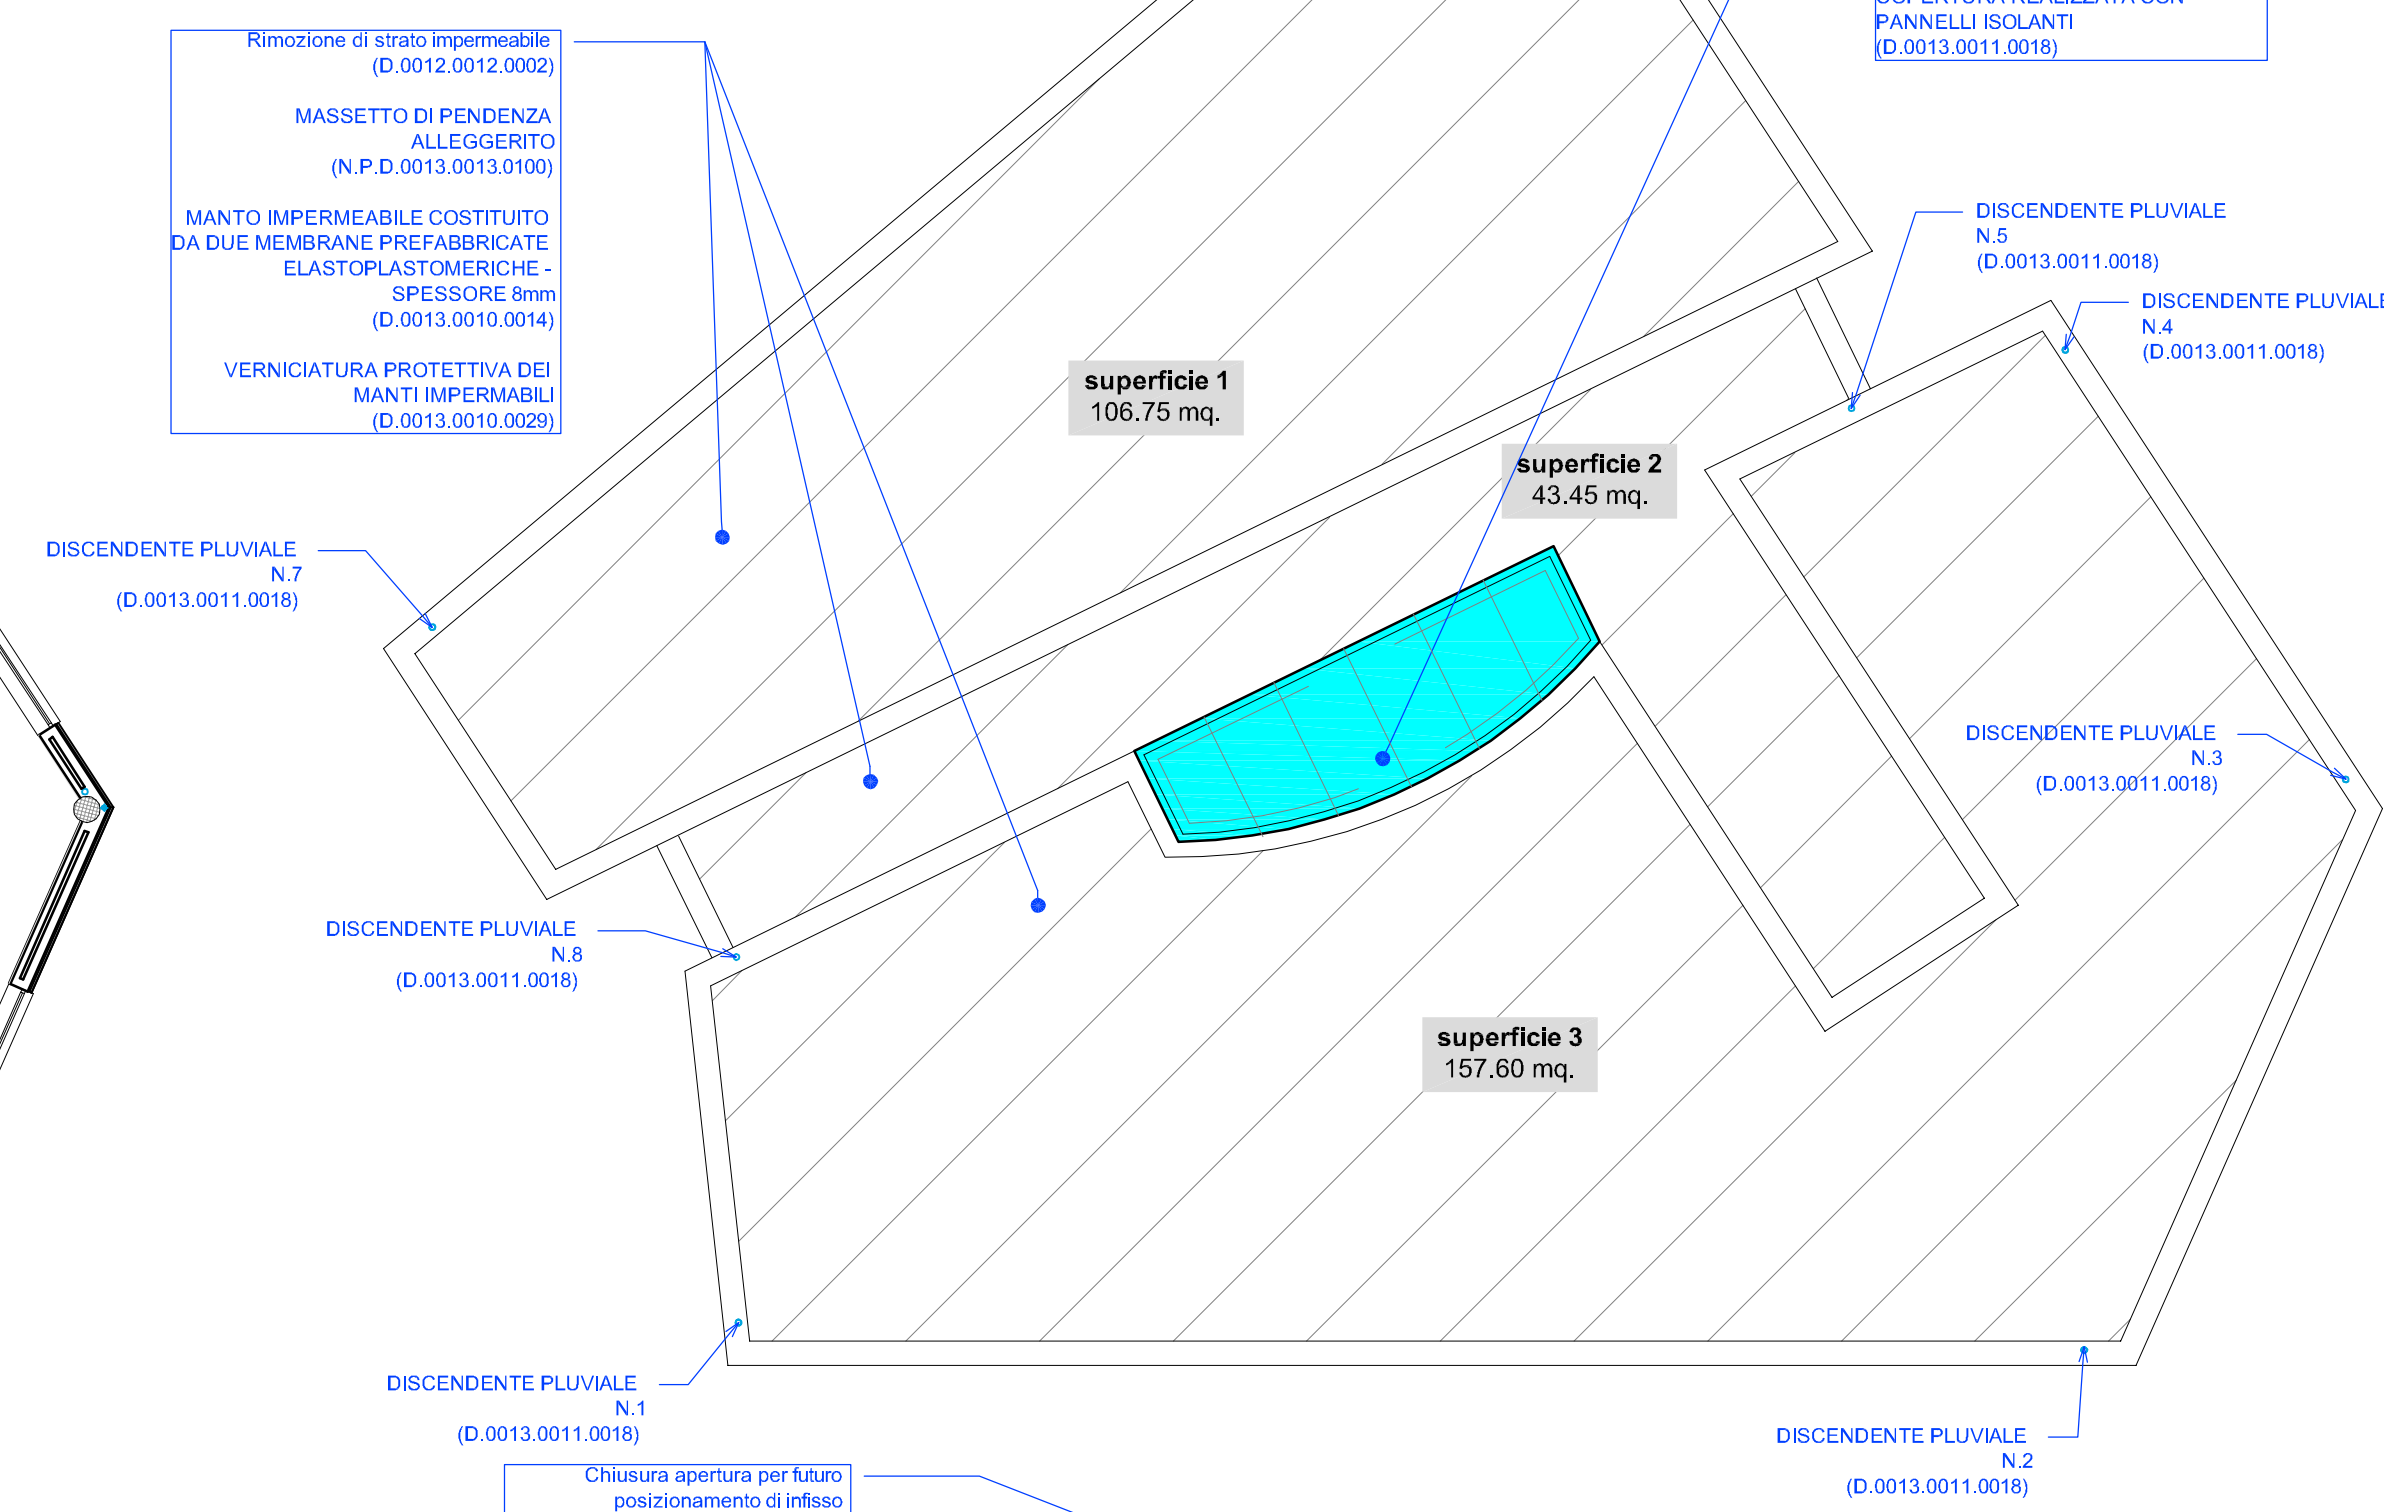 COPERTURA REALIZZATA CON
PANNELLI ISOLANTI
(D.0013.0011.0018)
Rimozione di strato impermeabile
(D.0012.0012.0002)
MASSETTO DI PENDENZA
ALLEGGERITO
(N.P.D.0013.0013.0100)
MANTO IMPERMEABILE COSTITUITO
DA DUE MEMBRANE PREFABBRICATE
ELASTOPLASTOMERICHE -
SPESSORE 8mm
(D.0013.0010.0014)
VERNICIATURA PROTETTIVA DEI
MANTI IMPERMABILI
(D.0013.0010.0029)
DISCENDENTE PLUVIALE
N.5
(D.0013.0011.0018)
DISCENDENTE PLUVIALE
N.4
(D.0013.0011.0018)
superficie 1
106.75 mq.
superficie 2
43.45 mq.
DISCENDENTE PLUVIALE
N.7
(D.0013.0011.0018)
DISCENDENTE PLUVIALE
N.3
(D.0013.0011.0018)
DISCENDENTE PLUVIALE
N.8
(D.0013.0011.0018)
superficie 3
157.60 mq.
DISCENDENTE PLUVIALE
N.1
(D.0013.0011.0018)
DISCENDENTE PLUVIALE
N.2
(D.0013.0011.0018)
Chiusura apertura per futuro
posizionamento di infisso